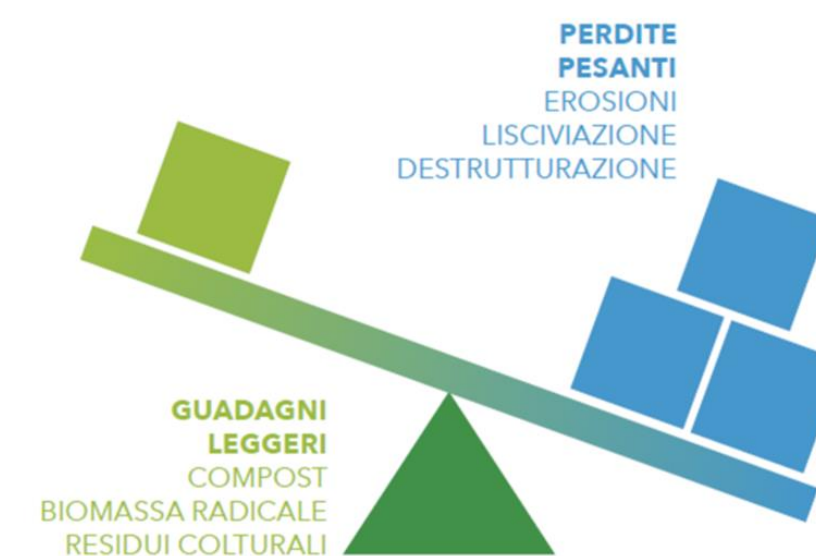 PERDITE
PESANTI
EROSIONI
LISCIVIAZIONE
DESTRUTTURAZIONE
GUADAGNI
LEGGERI
COMPOST
BIOMASSA RADICALE
RESIDUI COLTURALI